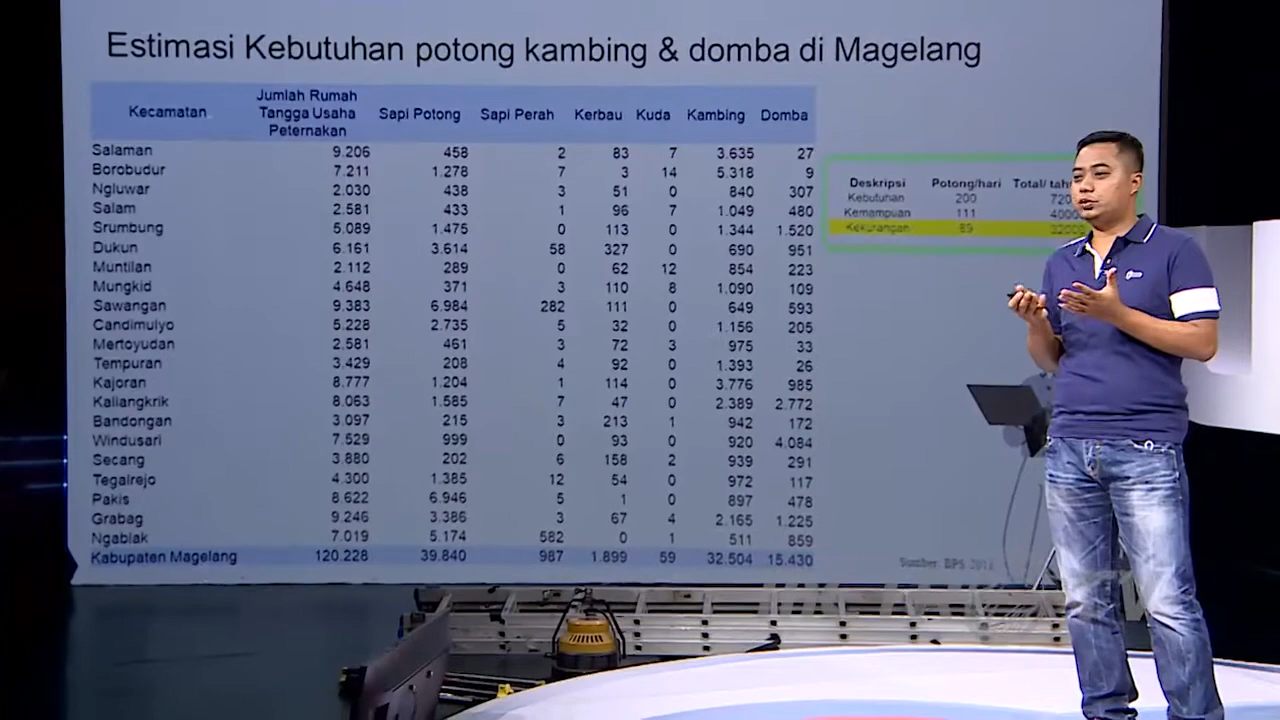 Estimasi Kebutuhan potong kambing & domba di Magelang
Kecamatan Jumlah Rumah Tangga Usaha Peternakan Sapi Potong Sapi Perah Kerbau Kuda Kambing Domba
Salaman 9.206 458 2 83 7 3.635 27
Borobudur 7.211 1.278 7 3 14 5.318 9
Ngluwar 2.030 438 3 51 0 840 307
Salam 2.581 433 1 96 7 1.049 480
Srumbung 5.089 1.475 0 113 0 1.344 1.520
Dukun 6.161 3.614 58 327 0 690 951
Muntilan 2.112 289 0 62 12 854 223
Mungkid 4.648 371 3 110 8 1.090 109
Sawangan 9.383 6.984 282 111 0 649 593
Candimulyo 5.228 2.735 5 32 0 1.156 205
Mertoyudan 2.581 461 3 72 3 975 33
Tempuran 3.429 208 4 92 0 1.393 26
Kajoran 8.777 1.204 1 114 0 3.776 985
Kaliangkrik 8.063 1.585 7 47 0 2.389 2.772
Bandongan 3.097 215 3 213 1 942 172
Windusari 7.529 999 0 93 0 920 4.084
Secang 3.880 202 6 158 2 939 291
Tegalrejo 4.300 1.385 12 54 0 972 117
Pakis 8.622 6.946 5 1 0 897 478
Grabag 9.246 3.386 3 67 4 2.165 1.225
Ngablak 7.019 5.174 582 0 1 511 859
Kabupaten Magelang 120.228 39.840 987 1.899 59 32.504 15.430
Deskripsi Potong/hari Total/
Kebutuhan 200
Kemampuan 111
Kekurangan 89
Sumber: BPS